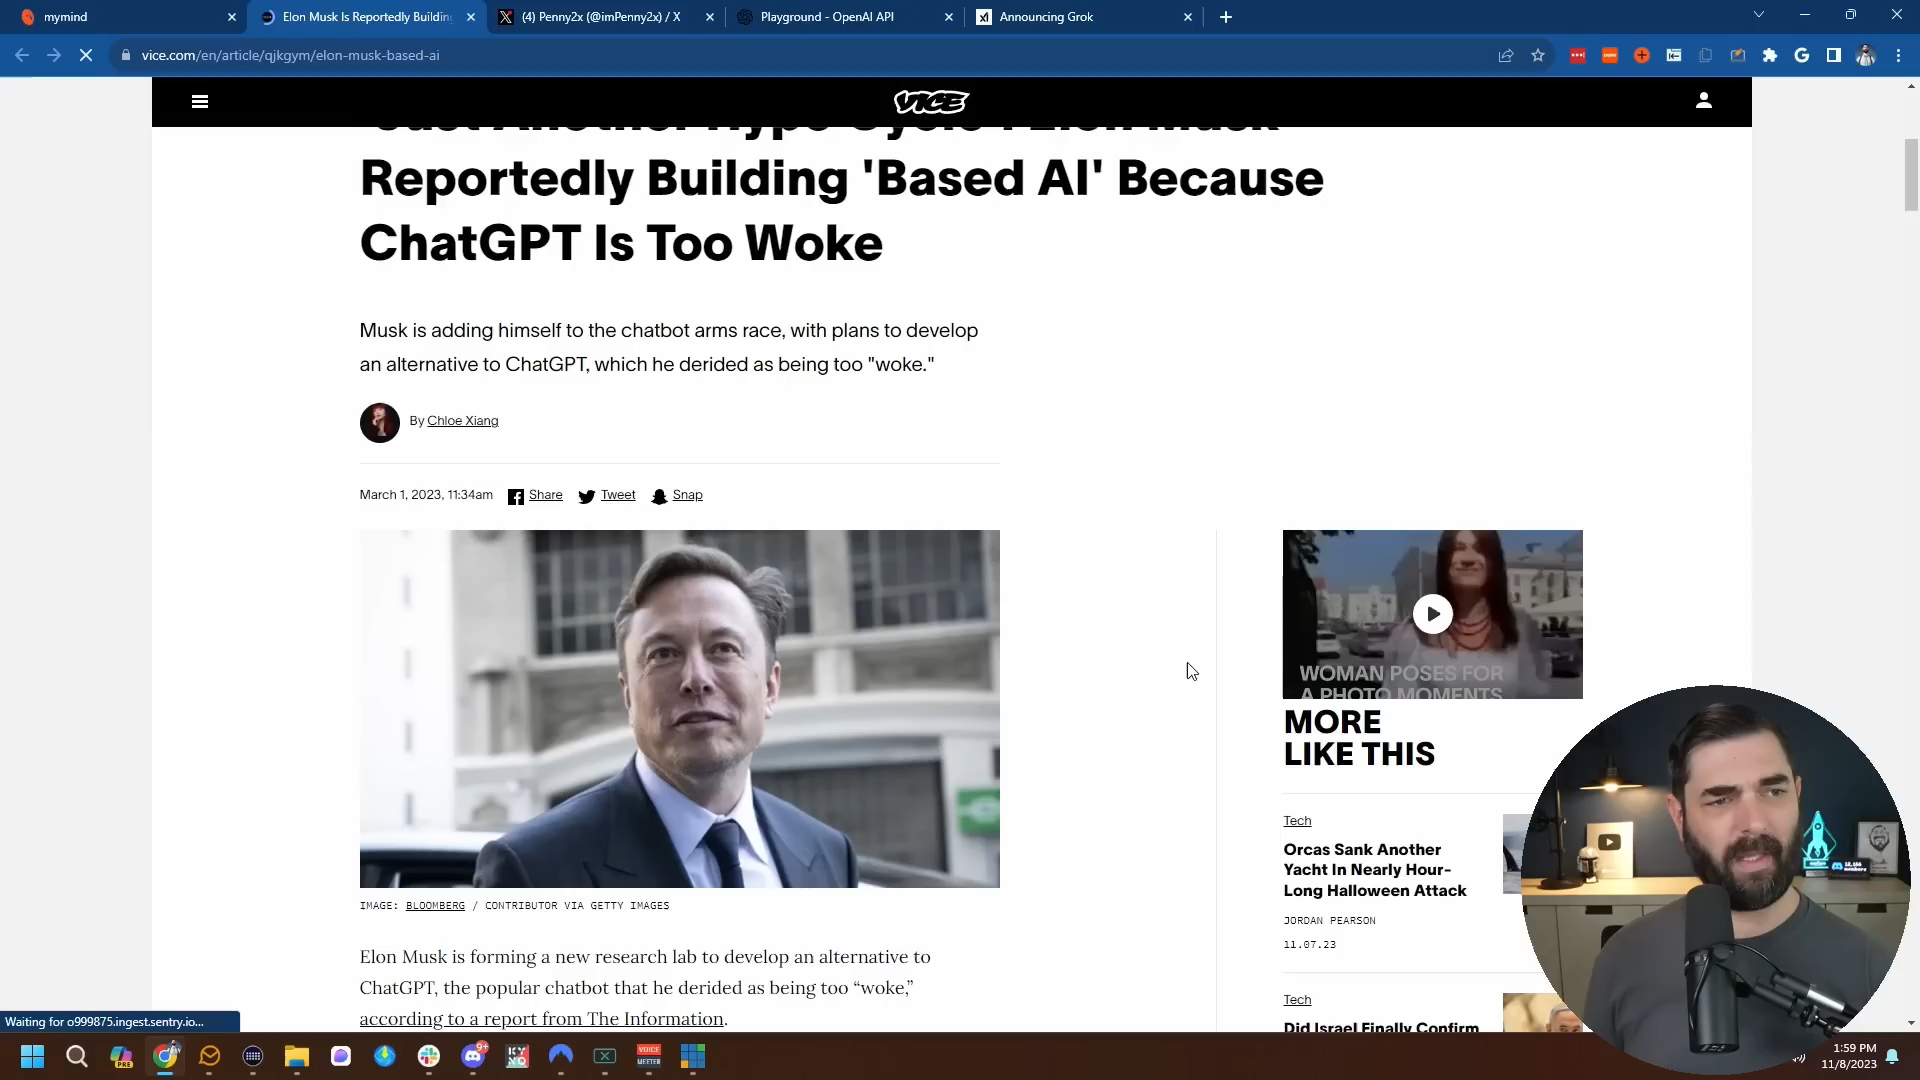 mymind
Elon Musk Is Reportedly Building
(4) Penny2x (@imPenny2x) / X
Playground - OpenAI API
Announcing Grok
vice.com/en/article/qjkgym/elon-musk-based-ai
VICE
Reportedly Building 'Based AI' Because
ChatGPT Is Too Woke
Musk is adding himself to the chatbot arms race, with plans to develop
an alternative to ChatGPT, which he derided as being too "woke."
By Chloe Xiang
March 1, 2023, 11:34am
Share
Tweet
Snap
WOMAN POSES FOR
A PHOTO MOMENTS
MORE
LIKE THIS
Tech
Orcas Sank Another
Yacht In Nearly Hour-
Long Halloween Attack
JORDAN PEARSON
11.07.23
Tech
Did Israel Finally Confirm
IMAGE: BLOOMBERG / CONTRIBUTOR VIA GETTY IMAGES
Elon Musk is forming a new research lab to develop an alternative to
ChatGPT, the popular chatbot that he derided as being too “woke,”
according to a report from The Information.
Waiting for o999875.ingest.sentry.io...
PRE
9+
VOICE
MEETER
1:59 PM
11/8/2023